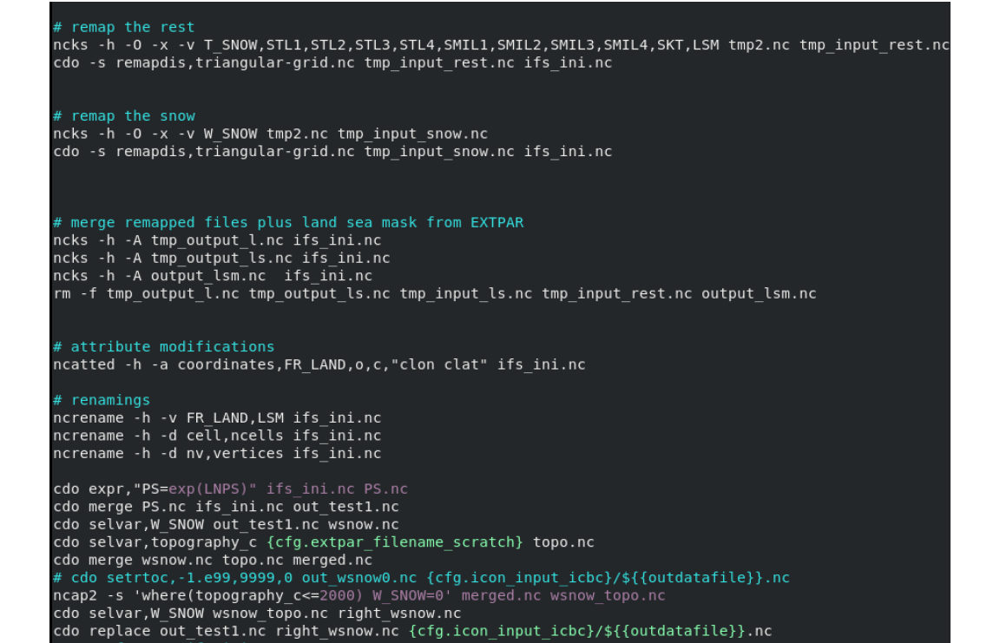 # remap the rest
ncks -h -O -x -v T_SNOW,STL1,STL2,STL3,STL4,SMIL1,SMIL2,SMIL3,SMIL4,SKT,LSM tmp2.nc tmp_input_rest.nc
cdo -s remapdis,triangular-grid.nc tmp_input_rest.nc ifs_ini.nc
# remap the snow
ncks -h -O -x -v W_SNOW tmp2.nc tmp_input_snow.nc
cdo -s remapdis,triangular-grid.nc tmp_input_snow.nc ifs_ini.nc
# merge remapped files plus land sea mask from EXTPAR
ncks -h -A tmp_output_l.nc ifs_ini.nc
ncks -h -A tmp_output_ls.nc ifs_ini.nc
ncks -h -A output_lsm.nc  ifs_ini.nc
rm -f tmp_output_l.nc tmp_output_ls.nc tmp_input_ls.nc tmp_input_rest.nc output_lsm.nc
# attribute modifications
ncatted -h -a coordinates,FR_LAND,o,c,"clon clat" ifs_ini.nc
# renamings
ncrename -h -v FR_LAND,LSM ifs_ini.nc
ncrename -h -d cell,ncells ifs_ini.nc
ncrename -h -d nv,vertices ifs_ini.nc
cdo expr,"PS=exp(LNPS)" ifs_ini.nc PS.nc
cdo merge PS.nc ifs_ini.nc out_test1.nc
cdo selvar,W_SNOW out_test1.nc wsnow.nc
cdo selvar,topography_c {cfg.extpar_filename_scratch} topo.nc
cdo merge wsnow.nc topo.nc merged.nc
# cdo setrtoc,-1.e99,9999,0 out_wsnow0.nc {cfg.icon_input_icbc}/${{outdatafile}}.nc
ncap2 -s 'where(topography_c<=2000) W_SNOW=0' merged.nc wsnow_topo.nc
cdo selvar,W_SNOW wsnow_topo.nc right_wsnow.nc
cdo replace out_test1.nc right_wsnow.nc {cfg.icon_input_icbc}/${{outdatafile}}.nc